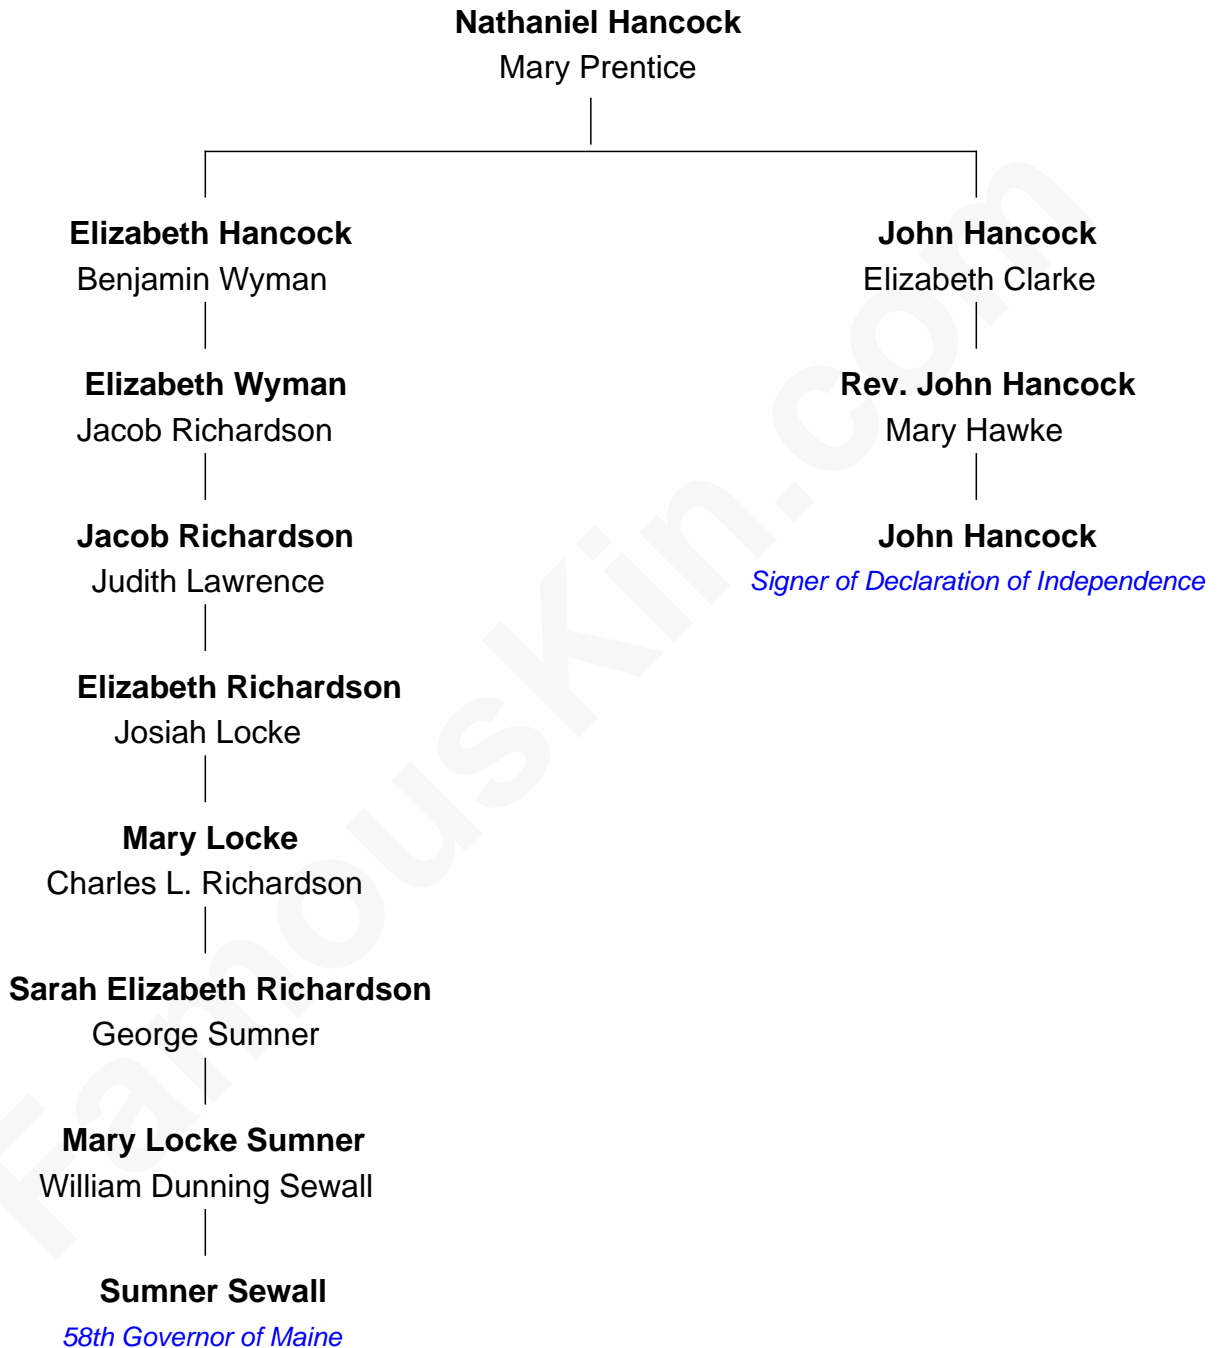 Nathaniel Hancock
Mary Prentice
Elizabeth Hancock
Benjamin Wyman
John Hancock
Elizabeth Clarke
Elizabeth Wyman
Jacob Richardson
Rev. John Hancock
Mary Hawke
Jacob Richardson
Judith Lawrence
John Hancock
Signer of Declaration of Independence
Elizabeth Richardson
Josiah Locke
Mary Locke
Charles L. Richardson
Sarah Elizabeth Richardson
George Sumner
Mary Locke Sumner
William Dunning Sewall
Sumner Sewall
58th Governor of Maine
FamousKin.com